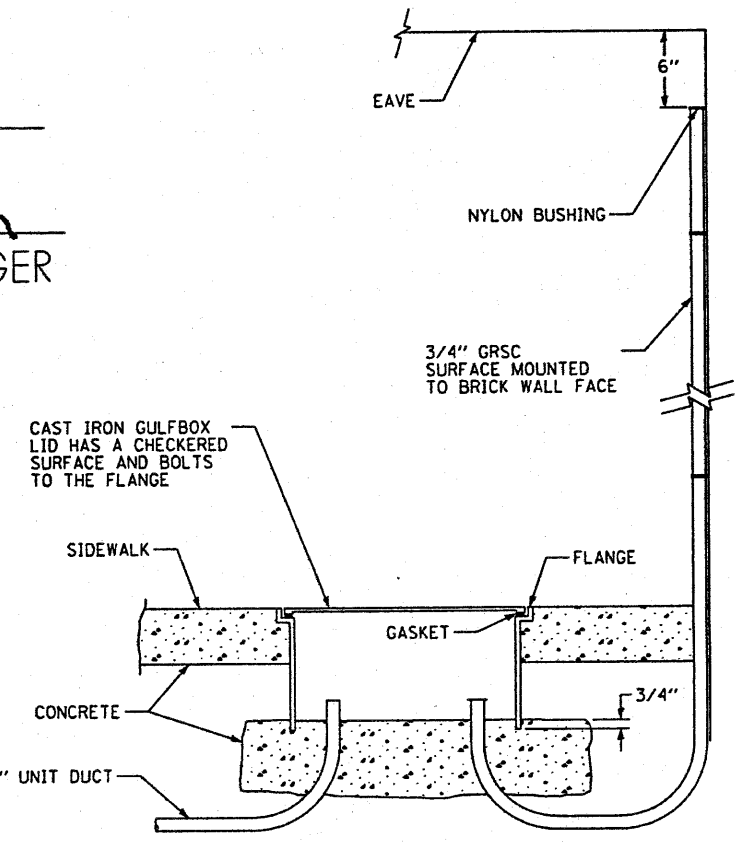 6"
EAVE
NYLON BUSHING
GER
3/4" GRSC
SURFACE MOUNTED
TO BRICK WALL FACE
CAST IRON GULFBOX
LID HAS A CHECKERED
SURFACE AND BOLTS
TO THE FLANGE
SIDEWALK
FLANGE
GASKET
3/4"
CONCRETE
" UNIT DUCT